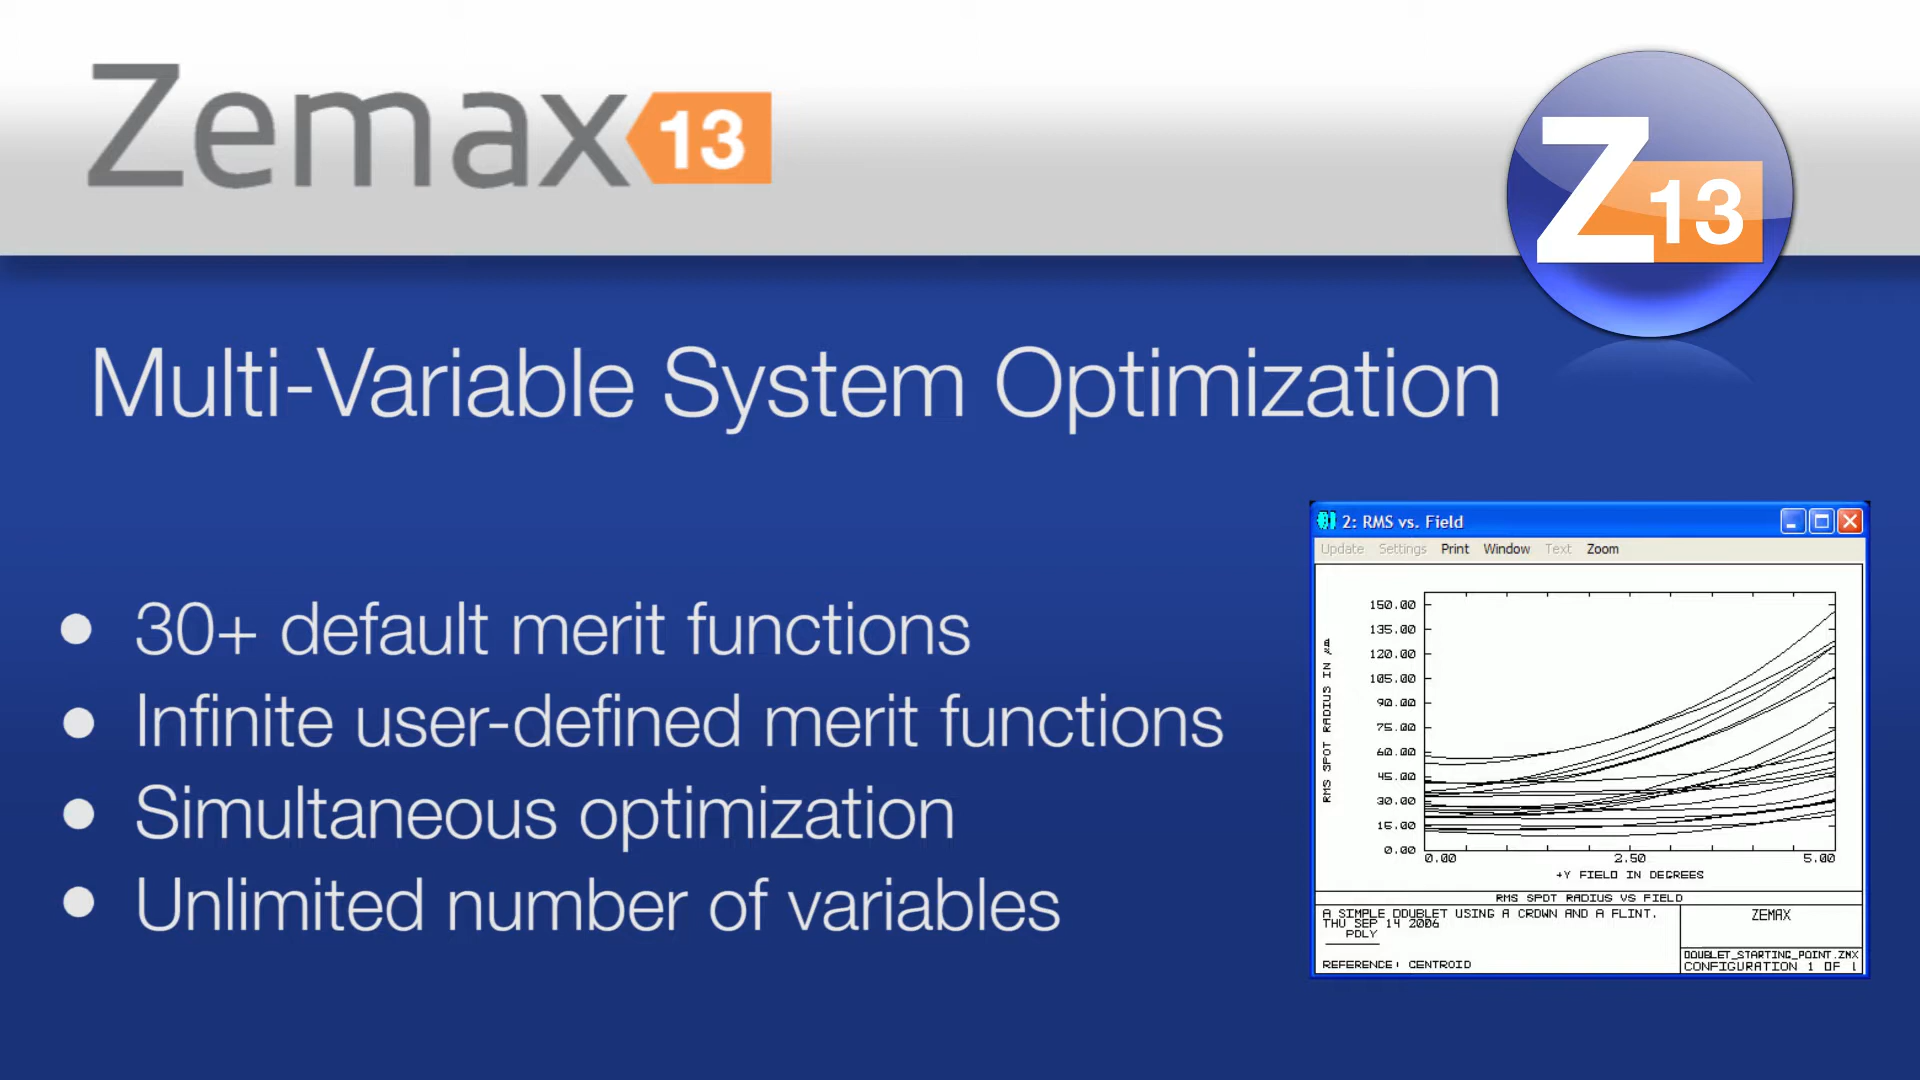 Zemax 13
Z13
Multi-Variable System Optimization
30+ default merit functions
Infinite user-defined merit functions
Simultaneous optimization
Unlimited number of variables
2: RMS vs. Field
Update Settings Print Window Text Zoom
RMS SPOT RADIUS IN µm
150.00
135.00
120.00
105.00
90.00
75.00
60.00
45.00
30.00
15.00
0.00
0.00 2.50 5.00
+Y FIELD IN DEGREES
RMS SPOT RADIUS VS FIELD
A SIMPLE DOUBLET USING A CROWN AND A FLINT.
THU SEP 14 2006
POLY
REFERENCE: CENTROID
ZEMAX
DOUBLET_STARTING_POINT.ZMX
CONFIGURATION 1 OF 1